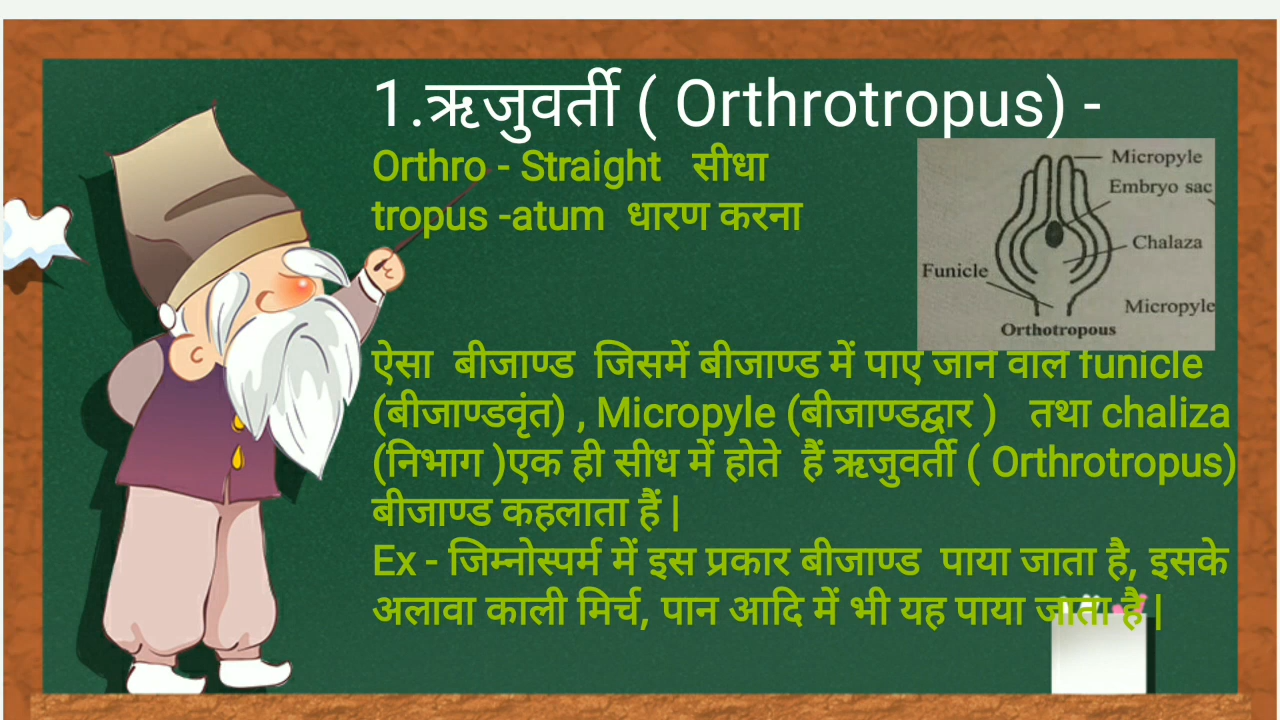 1.ऋजुवर्ती ( Orthrotropus) -
Orthro - Straight सीधा
tropus -atum धारण करना
Micropyle
Embryo sac
Chalaza
Funicle
Micropyle
Orthotropous
ऐसा बीजाण्ड जिसमें बीजाण्ड में पाए जाने वाले funicle
(बीजाण्डवृंत) , Micropyle (बीजाण्डद्वार ) तथा chaliza
(निभाग )एक ही सीध में होते हैं ऋजुवर्ती ( Orthrotropus)
बीजाण्ड कहलाता हैं |
Ex - जिम्नोस्पर्म में इस प्रकार बीजाण्ड पाया जाता है, इसके
अलावा काली मिर्च, पान आदि में भी यह पाया जाता है |